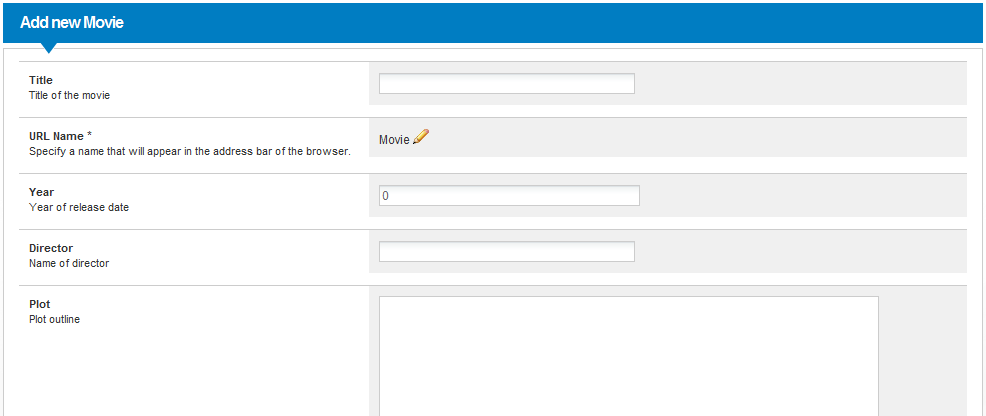 Add new Movie
Title
Title of the movie
URL Name *
Specify a name that will appear in the address bar of the browser.
Movie
Year
Year of release date
0
Director
Name of director
Plot
Plot outline